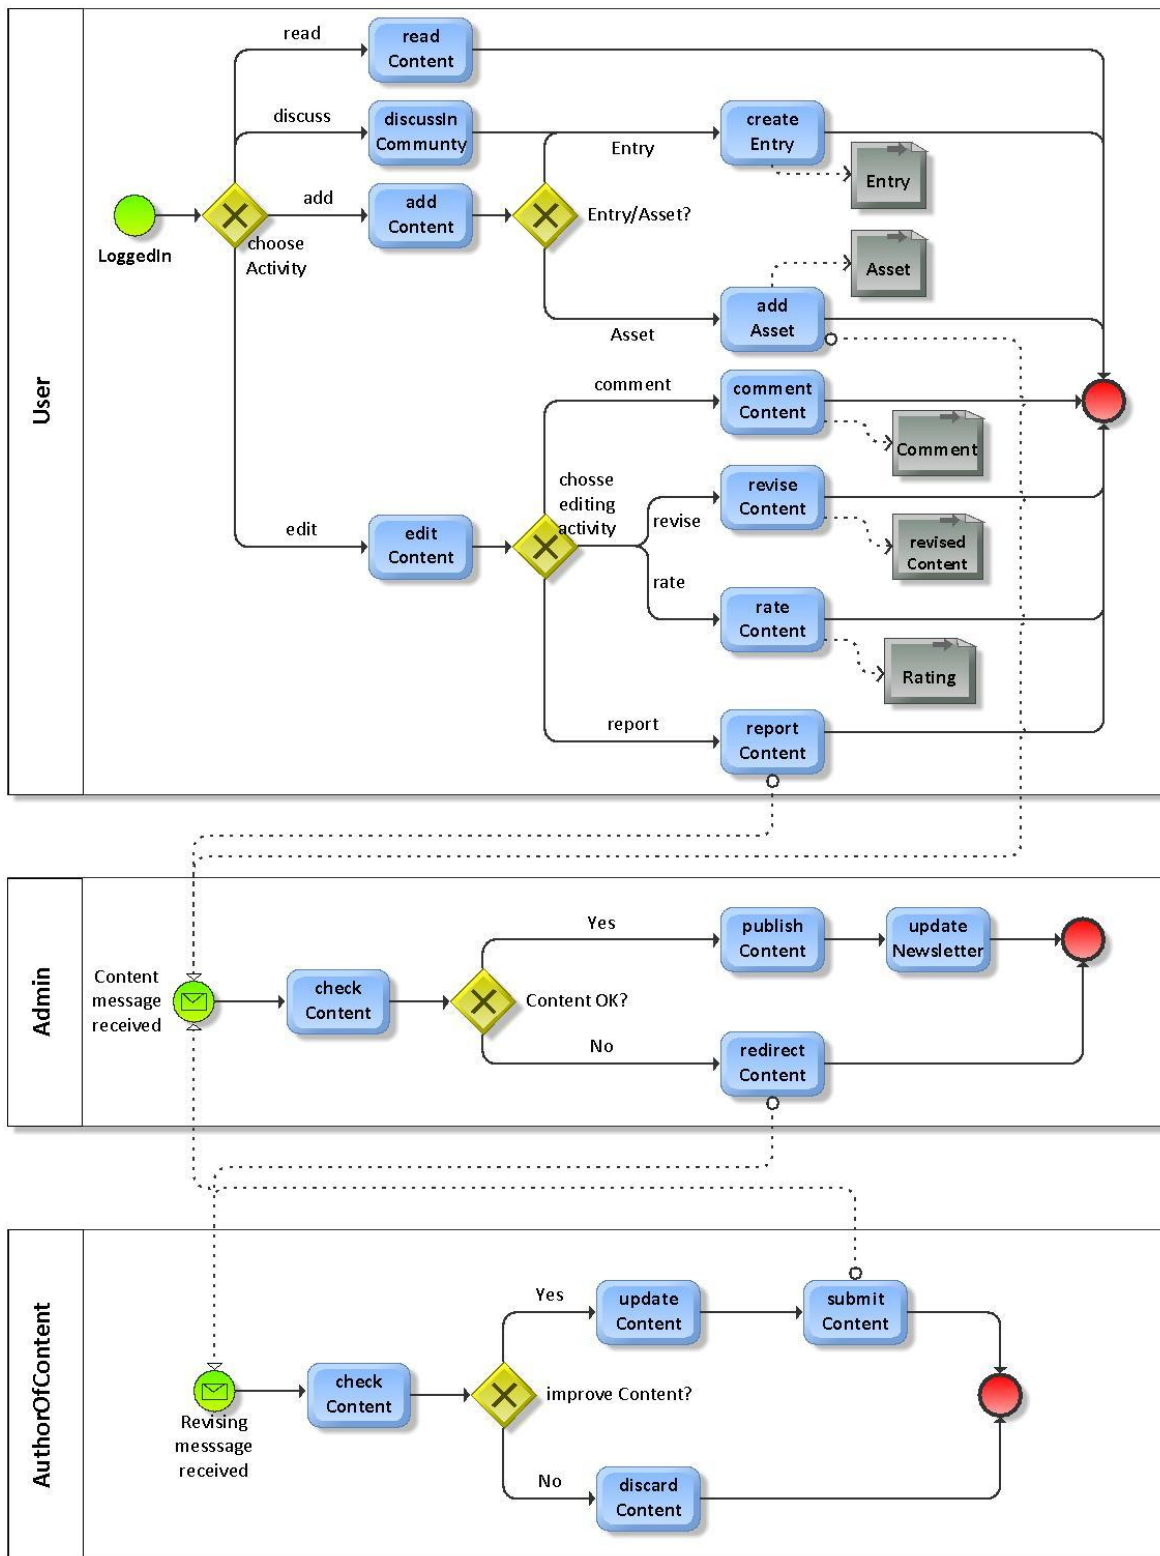 User
read
read
Content
discuss
discussIn
Communty
create
Entry
Entry
Entry
add
add
Content
Entry/Asset?
LoggedIn
choose
Activity
Asset
add
Asset
Asset
comment
comment
Content
Comment
chosse
editing
activity
revise
revise
Content
edit
edit
Content
revised
Content
rate
rate
Content
Rating
report
report
Content
Admin
Content
message
received
check
Content
Content OK?
Yes
publish
Content
update
Newsletter
No
redirect
Content
AuthorOfContent
Revising
messsage
received
check
Content
improve Content?
Yes
update
Content
submit
Content
No
discard
Content